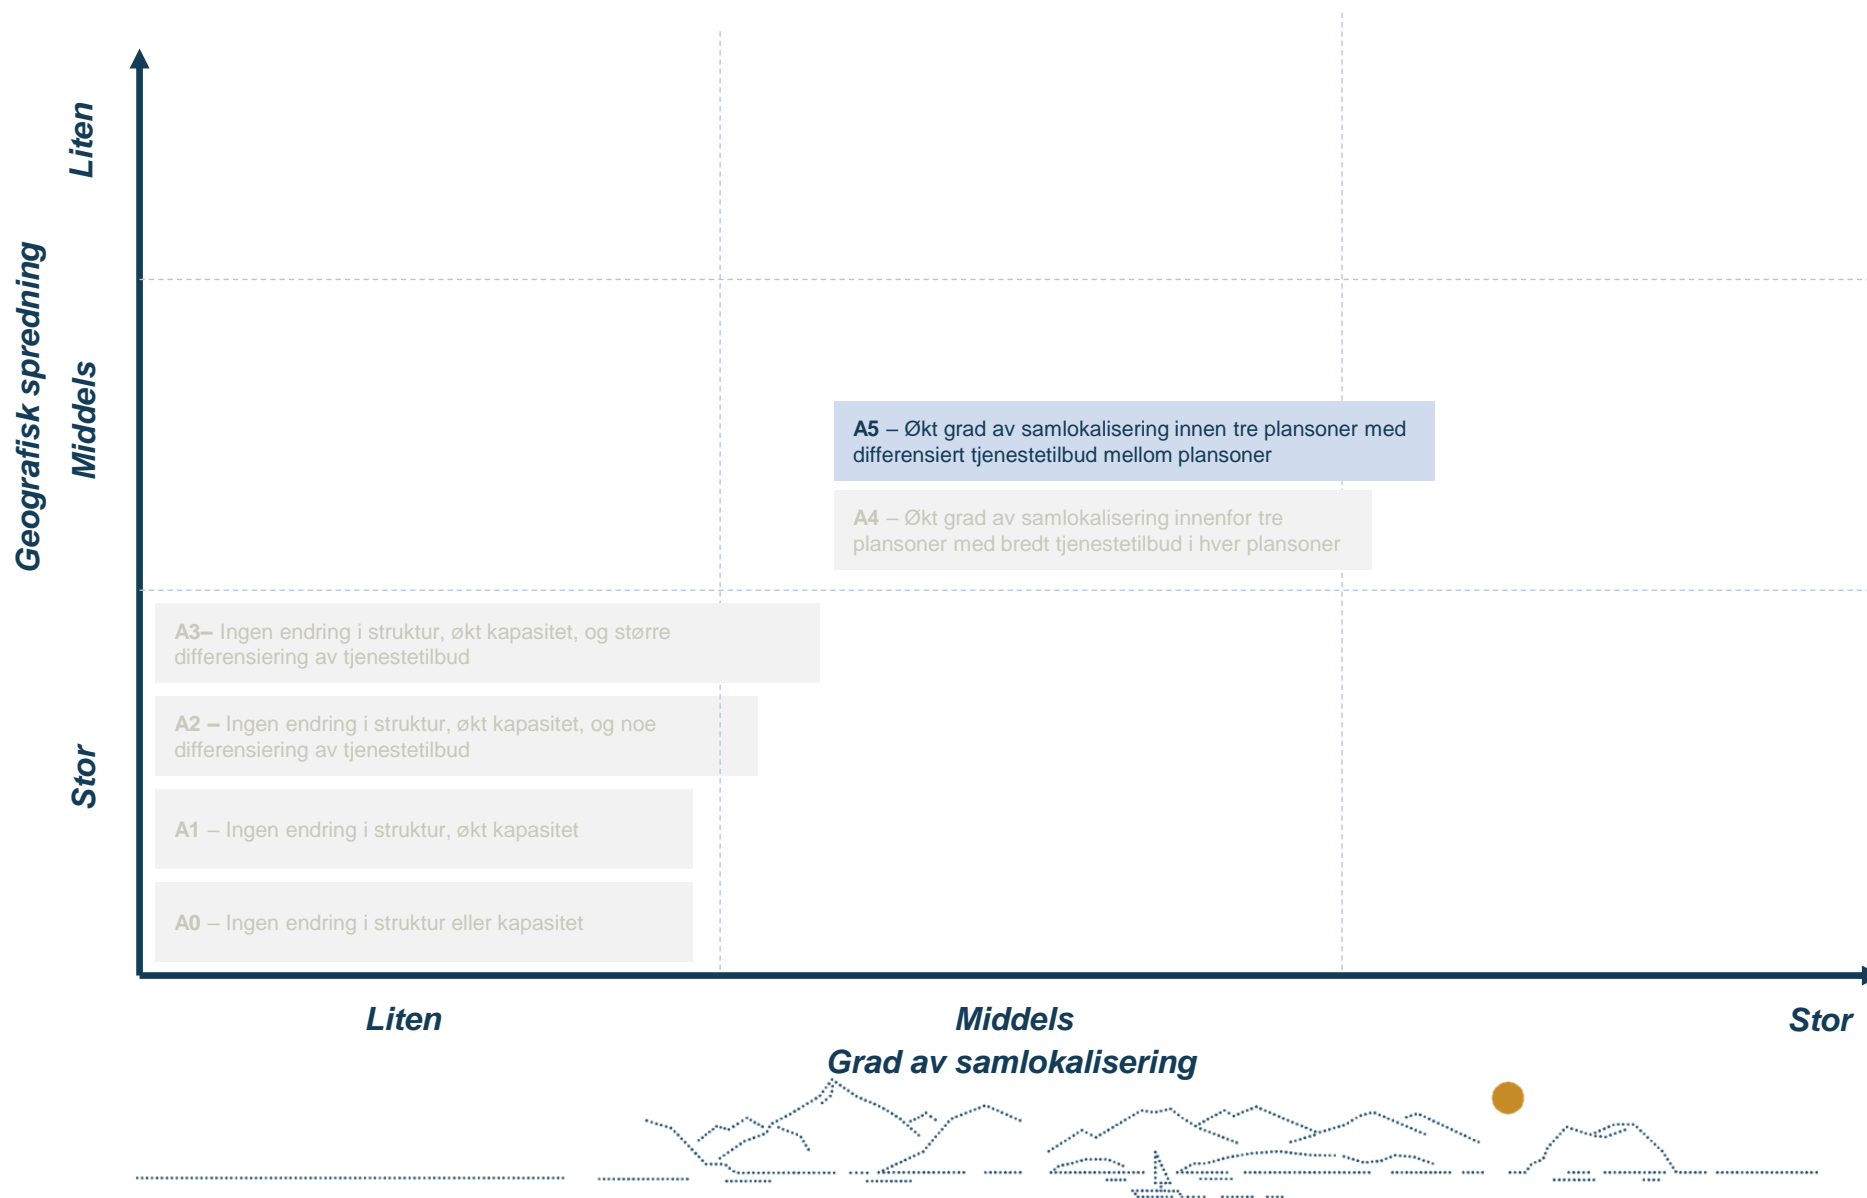 Geografisk spredning
Liten
Middels
Stor
A5 – Økt grad av samlokalisering innen tre plansoner med
differensiert tjenestetilbud mellom plansoner
A4 – Økt grad av samlokalisering innenfor tre
plansoner med bredt tjenestetilbud i hver plansoner
A3– Ingen endring i struktur, økt kapasitet, og større
differensiering av tjenestetilbud
A2 – Ingen endring i struktur, økt kapasitet, og noe
differensiering av tjenestetilbud
A1 – Ingen endring i struktur, økt kapasitet
A0 – Ingen endring i struktur eller kapasitet
Liten
Middels
Stor
Grad av samlokalisering